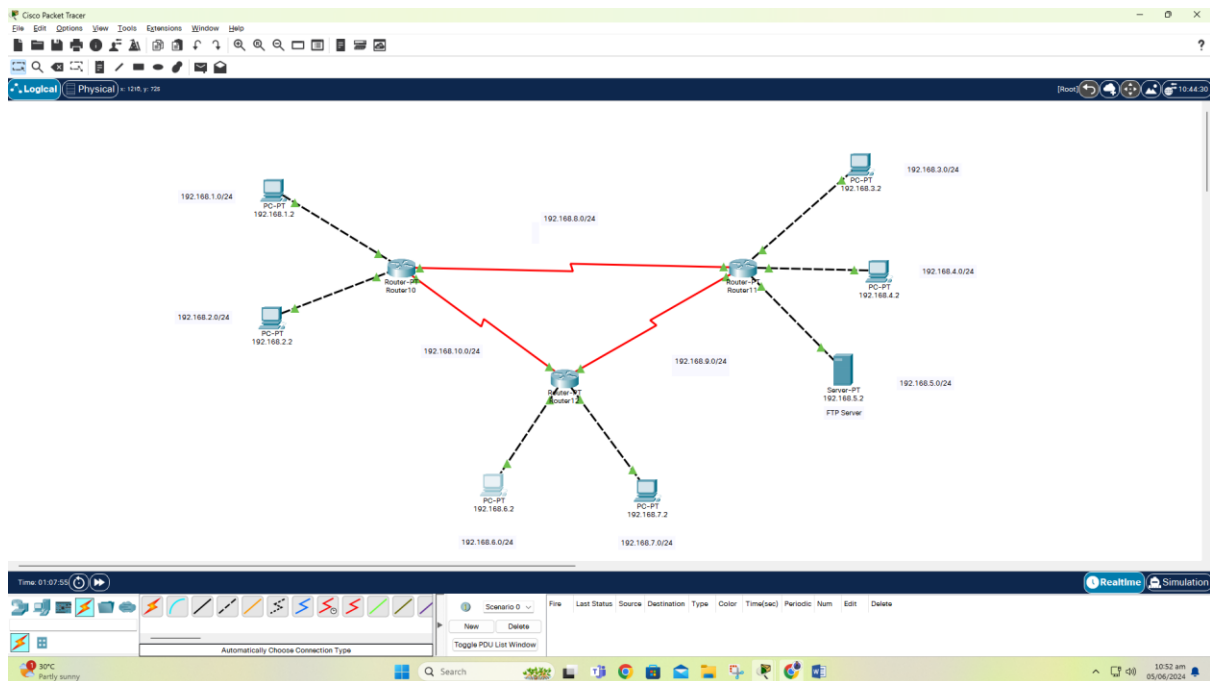 Cisco Packet Tracer
File Edit Options View Tools Extensions Window Help
?
Logical Physical x: 1216, y: 725 [Root] 10:44:30
192.168.1.0/24
PC-PT
192.168.1.2
192.168.3.0/24
PC-PT
192.168.3.2
192.168.8.0/24
Router-PT
Router10
Router-PT
Router11
192.168.4.0/24
PC-PT
192.168.4.2
192.168.2.0/24
PC-PT
192.168.2.2
192.168.10.0/24
192.168.9.0/24
Router-PT
Router12
Server-PT
192.168.5.2
FTP Server
192.168.5.0/24
PC-PT
192.168.6.2
PC-PT
192.168.7.2
192.168.6.0/24
192.168.7.0/24
Time: 01:07:55 Realtime Simulation
Scenario 0
New Delete
Toggle PDU List Window
Fire Last Status Source Destination Type Color Time(sec) Periodic Num Edit Delete
Automatically Choose Connection Type
1
30°C
Partly sunny
Search
10:52 am
05/06/2024